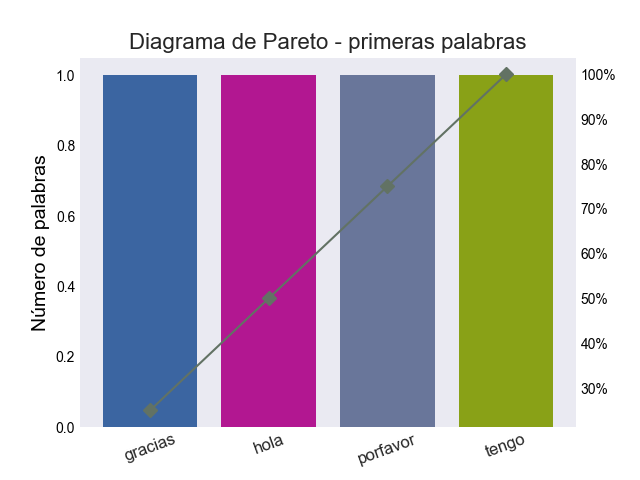 Diagrama de Pareto - primeras palabras
Número de palabras
1.0
0.8
0.6
0.4
0.2
0.0
100%
90%
80%
70%
60%
50%
40%
30%
gracias
hola
porfavor
tengo